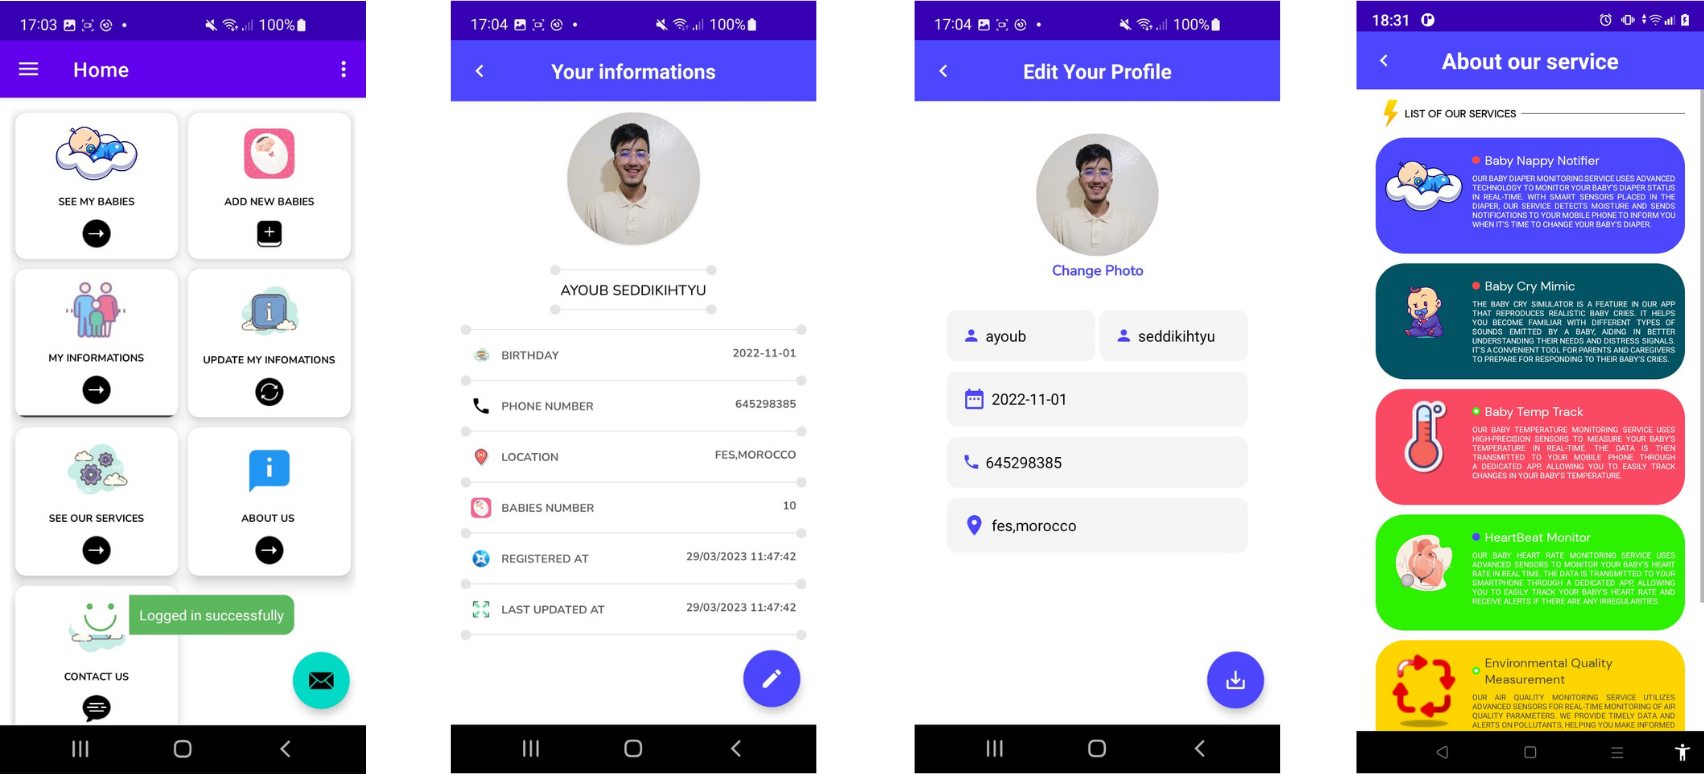 17:03
100%
Home
SEE MY BABIES
ADD NEW BABIES
MY INFORMATIONS
UPDATE MY INFOMATIONS
SEE OUR SERVICES
ABOUT US
Logged in successfully
CONTACT US
17:04
100%
Your informations
AYOUB SEDDIKIHTYU
BIRTHDAY 2022-11-01
PHONE NUMBER 645298385
LOCATION FES,MOROCCO
BABIES NUMBER 10
REGISTERED AT 29/03/2023 11:47:42
LAST UPDATED AT 29/03/2023 11:47:42
17:04
100%
Edit Your Profile
Change Photo
ayoub
seddikihtyu
2022-11-01
645298385
fes,morocco
18:31
About our service
LIST OF OUR SERVICES
Baby Nappy Notifier
OUR BABY DIAPER MONITORING SERVICE USES ADVANCED
TECHNOLOGY TO MONITOR YOUR BABY'S DIAPER STATUS
IN REAL-TIME. WITH SMART SENSORS PLACED IN THE
DIAPER, OUR SERVICE DETECTS MOISTURE AND SENDS
NOTIFICATIONS TO YOUR MOBILE PHONE TO INFORM YOU
WHEN IT'S TIME TO CHANGE YOUR BABY'S DIAPER.
Baby Cry Mimic
THE BABY CRY SIMULATOR IS A FEATURE IN OUR APP
THAT REPRODUCES REALISTIC BABY CRIES. IT HELPS
YOU BECOME FAMILIAR WITH DIFFERENT TYPES OF
SOUNDS EMITTED BY A BABY, AIDING IN BETTER
UNDERSTANDING THEIR NEEDS AND DISTRESS SIGNALS.
IT'S A CONVENIENT TOOL FOR PARENTS AND CAREGIVERS
TO PREPARE FOR RESPONDING TO THEIR BABY'S CRIES.
Baby Temp Track
OUR BABY TEMPERATURE MONITORING SERVICE USES
HIGH-PRECISION SENSORS TO MEASURE YOUR BABY'S
TEMPERATURE IN REAL-TIME. THE DATA IS THEN
TRANSMITTED TO YOUR MOBILE PHONE THROUGH
A DEDICATED APP, ALLOWING YOU TO EASILY TRACK
CHANGES IN YOUR BABY'S TEMPERATURE.
HeartBeat Monitor
OUR BABY HEART RATE MONITORING SERVICE USES
ADVANCED SENSORS TO MONITOR YOUR BABY'S HEART
RATE IN REAL TIME. THE DATA IS TRANSMITTED TO YOUR
SMARTPHONE THROUGH A DEDICATED APP, ALLOWING
YOU TO EASILY TRACK YOUR BABY'S HEART RATE AND
RECEIVE ALERTS IF THERE ARE ANY IRREGULARITIES.
Environmental Quality
Measurement
OUR AIR QUALITY MONITORING SERVICE UTILIZES
ADVANCED SENSORS FOR REAL-TIME MONITORING OF AIR
QUALITY PARAMETERS. WE PROVIDE TIMELY DATA AND
ALERTS ON POLLUTANTS, HELPING YOU MAKE INFORMED